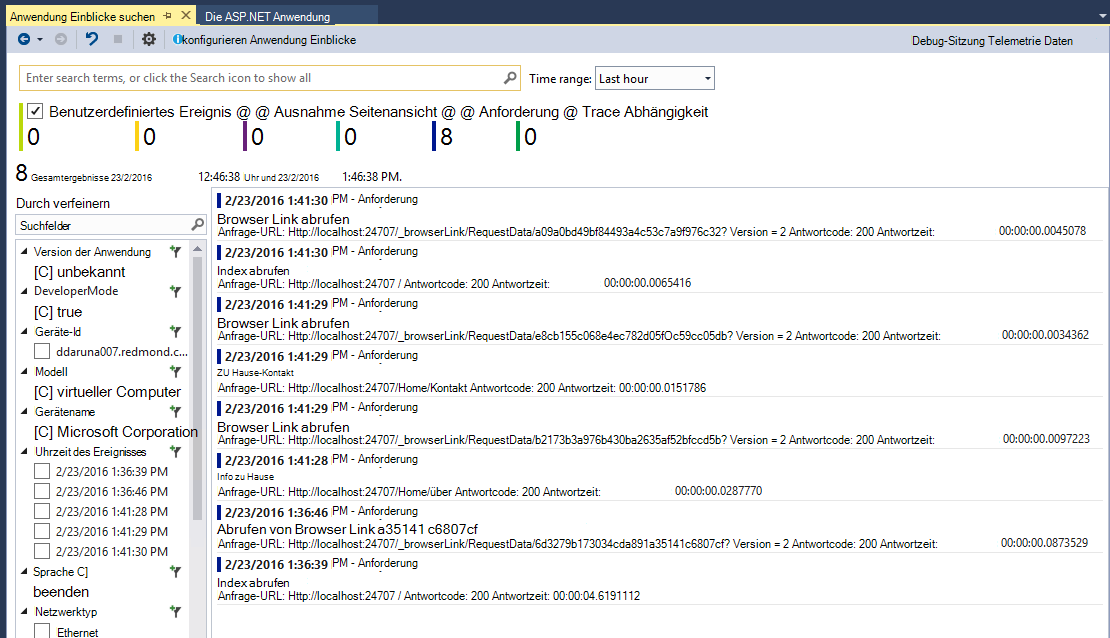 Anwendung Einblicke suchen
Die ASP.NET Anwendung
konfigurieren Anwendung Einblicke
Debug-Sitzung Telemetrie Daten
Enter search terms, or click the Search icon to show all
Time range: Last hour
Benutzerdefiniertes Ereignis @ @ Ausnahme Seitenansicht @ @ Anforderung @ Trace Abhängigkeit
0 0 0 0 8 0
8 Gesamtergebnisse 23/2/2016 12:46:38 Uhr und 23/2/2016 1:46:38 PM.
Durch verfeinern
Suchfelder
Version der Anwendung
[C] unbekannt
DeveloperMode
[C] true
Geräte-Id
ddaruna007.redmond.c...
Modell
[C] virtueller Computer
Gerätename
[C] Microsoft Corporation
Uhrzeit des Ereignisses
2/23/2016 1:36:39 PM
2/23/2016 1:36:46 PM
2/23/2016 1:41:28 PM
2/23/2016 1:41:29 PM
2/23/2016 1:41:30 PM
Sprache C]
beenden
Netzwerktyp
Ethernet
2/23/2016 1:41:30 PM - Anforderung
Browser Link abrufen
Anfrage-URL: Http://localhost:24707/_browserLink/RequestData/a09a0bd49bf84493a4c53c7a9f976c32? Version = 2 Antwortcode: 200 Antwortzeit: 00:00:00.0045078
2/23/2016 1:41:30 PM - Anforderung
Index abrufen
Anfrage-URL: Http://localhost:24707 / Antwortcode: 200 Antwortzeit: 00:00:00.0065416
2/23/2016 1:41:29 PM - Anforderung
Browser Link abrufen
Anfrage-URL: Http://localhost:24707/_browserLink/RequestData/e8cb155c068e4ec782d05fOc59cc05db? Version = 2 Antwortcode: 200 Antwortzeit: 00:00:00.0034362
2/23/2016 1:41:29 PM - Anforderung
ZU Hause-Kontakt
Anfrage-URL: Http://localhost:24707/Home/Kontakt Antwortcode: 200 Antwortzeit: 00:00:00.0151786
2/23/2016 1:41:29 PM - Anforderung
Browser Link abrufen
Anfrage-URL: Http://localhost:24707/_browserLink/RequestData/b2173b3a976b430ba2635af52bfccd5b? Version = 2 Antwortcode: 200 Antwortzeit: 00:00:00.0097223
2/23/2016 1:41:28 PM - Anforderung
Info zu Hause
Anfrage-URL: Http://localhost:24707/Home/über Antwortcode: 200 Antwortzeit: 00:00:00.0287770
2/23/2016 1:36:46 PM - Anforderung
Abrufen von Browser Link a35141 c6807cf
Anfrage-URL: Http://localhost:24707/_browserLink/RequestData/6d3279b173034cda891a35141c6807cf? Version = 2 Antwortcode: 200 Antwortzeit: 00:00:00.0873529
2/23/2016 1:36:39 PM - Anforderung
Index abrufen
Anfrage-URL: Http://localhost:24707 / Antwortcode: 200 Antwortzeit: 00:00:04.6191112